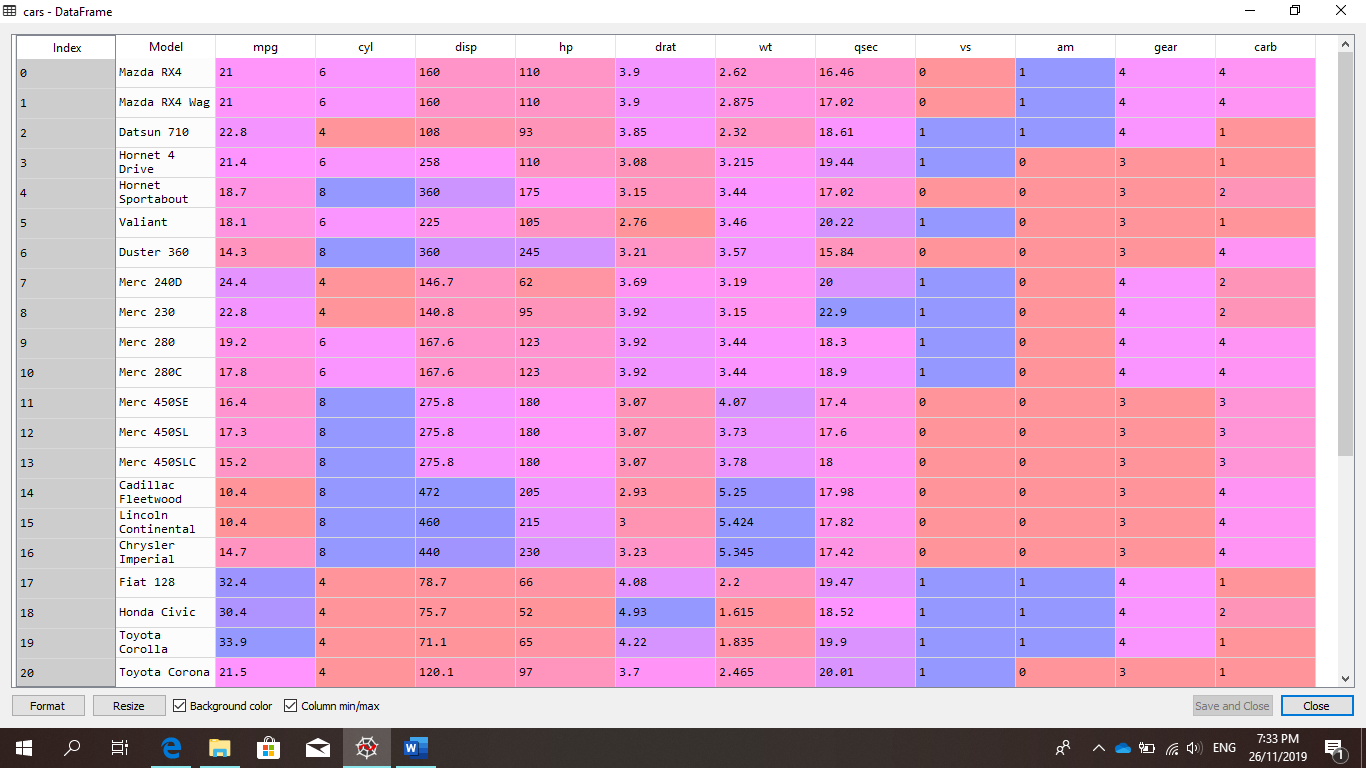 cars - DataFrame
Index Model mpg cyl disp hp drat wt qsec vs am gear carb
0 Mazda RX4 21 6 160 110 3.9 2.62 16.46 0 1 4 4
1 Mazda RX4 Wag 21 6 160 110 3.9 2.875 17.02 0 1 4 4
2 Datsun 710 22.8 4 108 93 3.85 2.32 18.61 1 1 4 1
3 Hornet 4 Drive 21.4 6 258 110 3.08 3.215 19.44 1 0 3 1
4 Hornet Sportabout 18.7 8 360 175 3.15 3.44 17.02 0 0 3 2
5 Valiant 18.1 6 225 105 2.76 3.46 20.22 1 0 3 1
6 Duster 360 14.3 8 360 245 3.21 3.57 15.84 0 0 3 4
7 Merc 240D 24.4 4 146.7 62 3.69 3.19 20 1 0 4 2
8 Merc 230 22.8 4 140.8 95 3.92 3.15 22.9 1 0 4 2
9 Merc 280 19.2 6 167.6 123 3.92 3.44 18.3 1 0 4 4
10 Merc 280C 17.8 6 167.6 123 3.92 3.44 18.9 1 0 4 4
11 Merc 450SE 16.4 8 275.8 180 3.07 4.07 17.4 0 0 3 3
12 Merc 450SL 17.3 8 275.8 180 3.07 3.73 17.6 0 0 3 3
13 Merc 450SLC 15.2 8 275.8 180 3.07 3.78 18 0 0 3 3
14 Cadillac Fleetwood 10.4 8 472 205 2.93 5.25 17.98 0 0 3 4
15 Lincoln Continental 10.4 8 460 215 3 5.424 17.82 0 0 3 4
16 Chrysler Imperial 14.7 8 440 230 3.23 5.345 17.42 0 0 3 4
17 Fiat 128 32.4 4 78.7 66 4.08 2.2 19.47 1 1 4 1
18 Honda Civic 30.4 4 75.7 52 4.93 1.615 18.52 1 1 4 2
19 Toyota Corolla 33.9 4 71.1 65 4.22 1.835 19.9 1 1 4 1
20 Toyota Corona 21.5 4 120.1 97 3.7 2.465 20.01 1 0 3 1
Format Resize Background color Column min/max Save and Close Close
ENG
7:33 PM
26/11/2019
1